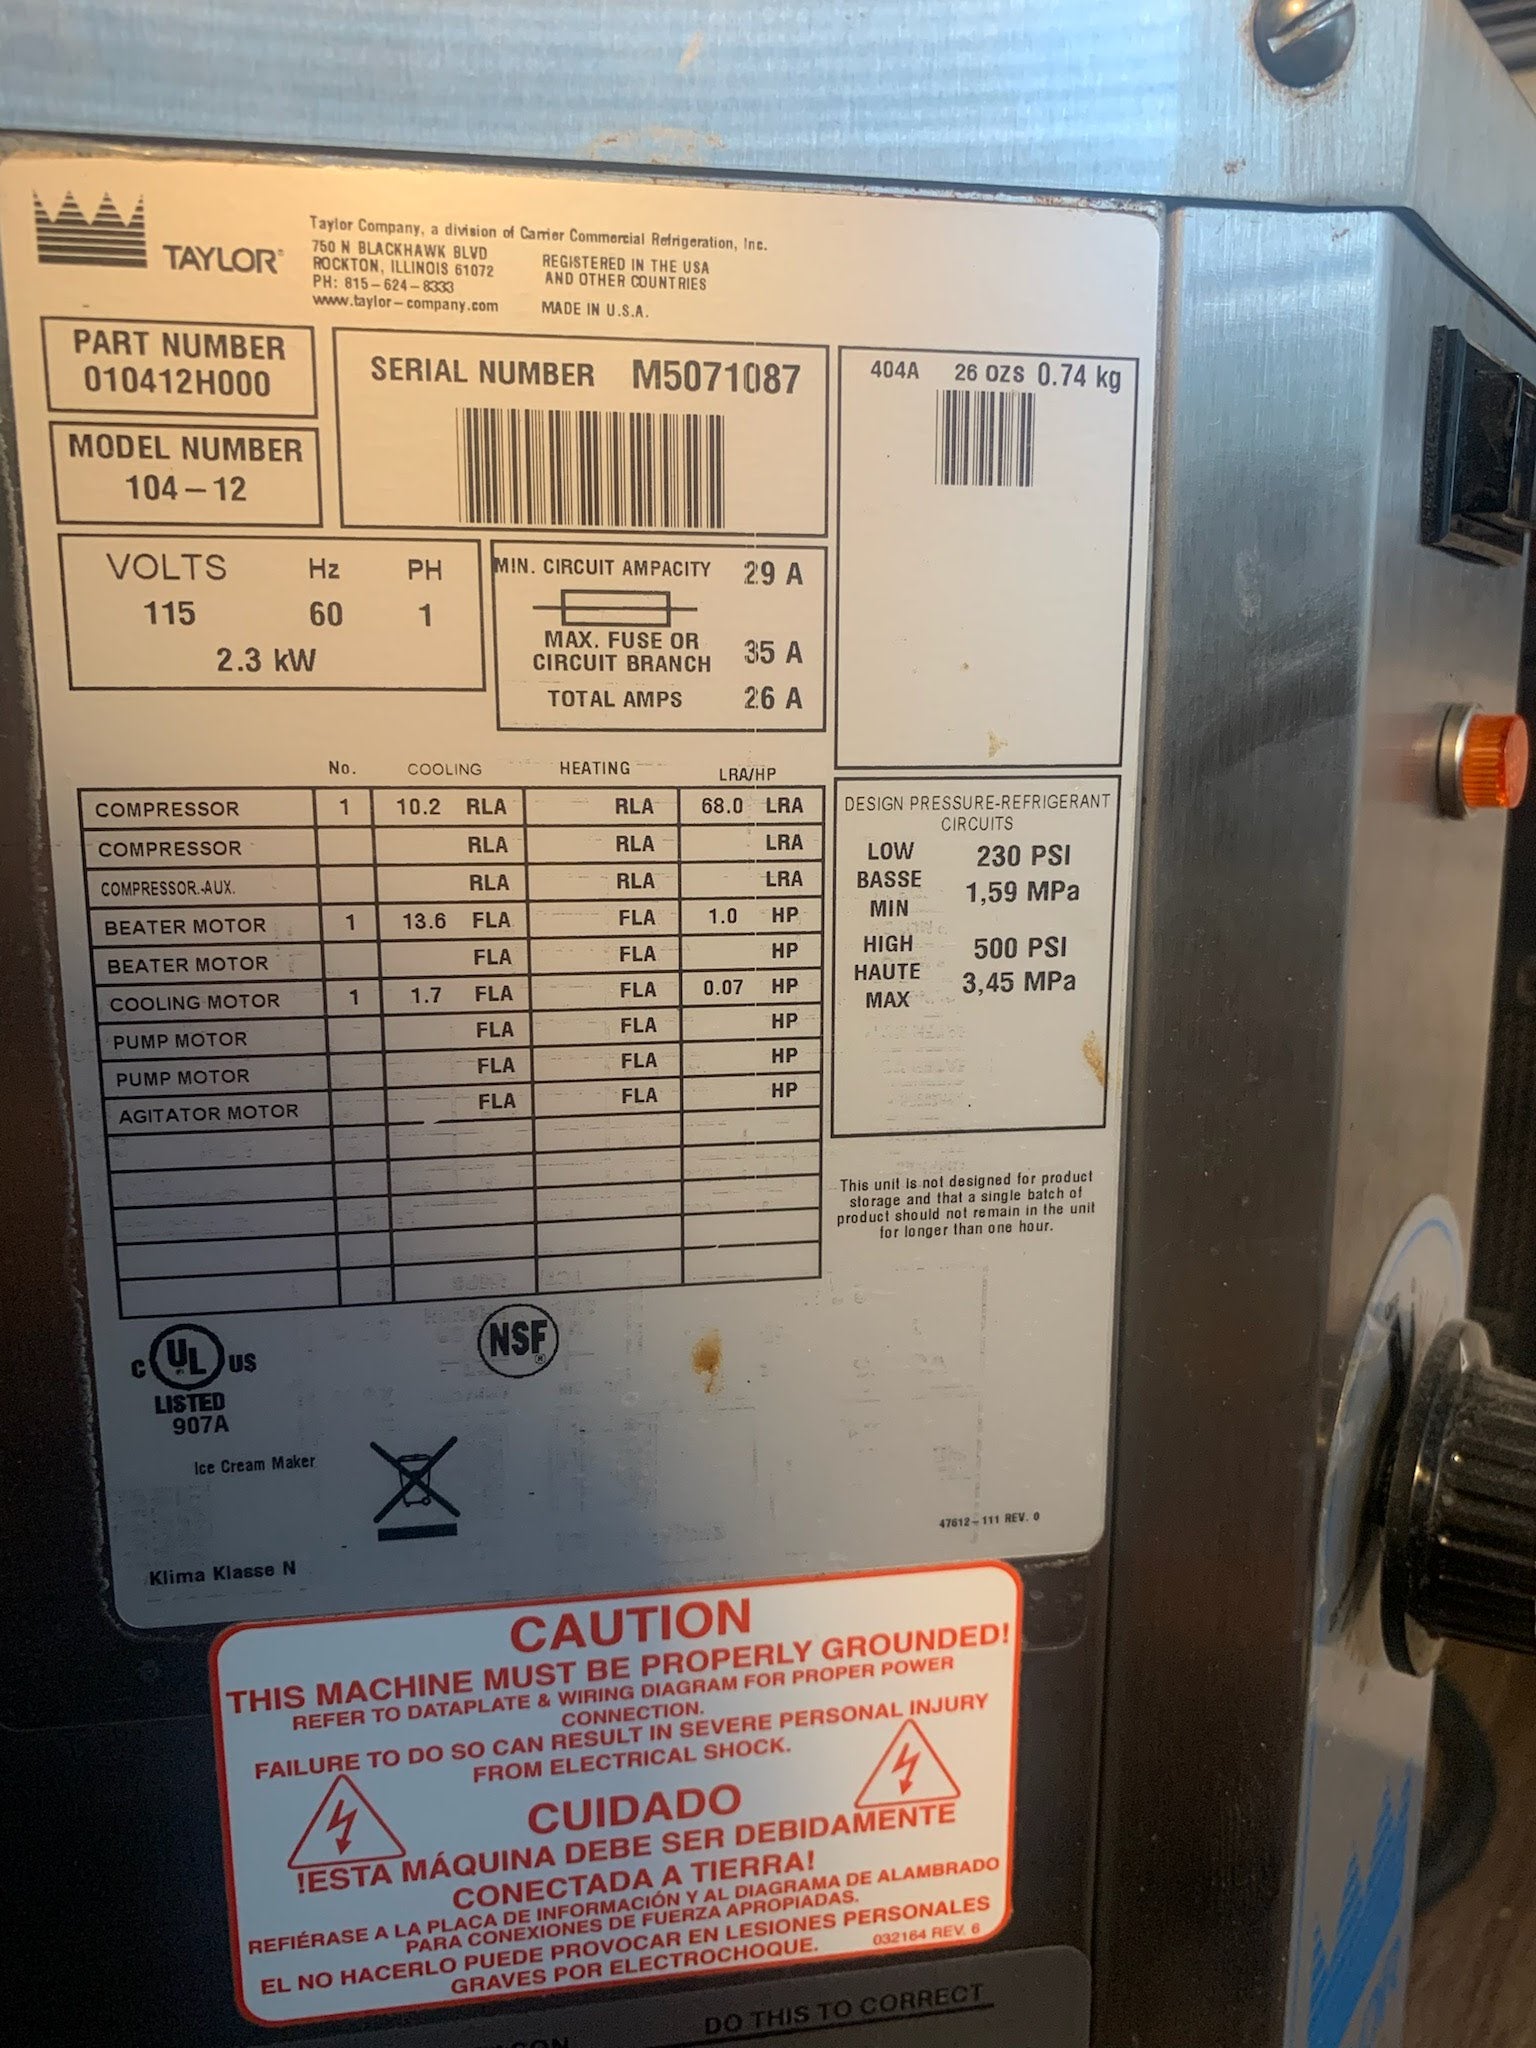 TAYLOR®
Taylor Company, a division of Carrier Commercial Refrigeration, Inc.
750 N BLACKHAWK BLVD
ROCKTON, ILLINOIS 61072
PH: 815-624-8333
www.taylor-company.com
REGISTERED IN THE USA
AND OTHER COUNTRIES
MADE IN U.S.A.
PART NUMBER
010412H000
SERIAL NUMBER M5071087
404A 26 OZS 0.74 kg
MODEL NUMBER
104-12
VOLTS Hz PH
115 60 1
2.3 kW
MIN. CIRCUIT AMPACITY 29 A
MAX. FUSE OR
CIRCUIT BRANCH 35 A
TOTAL AMPS 26 A
No. COOLING HEATING LRA/HP
COMPRESSOR 1 10.2 RLA RLA 68.0 LRA
COMPRESSOR RLA RLA LRA
COMPRESSOR.-AUX. RLA RLA LRA
BEATER MOTOR 1 13.6 FLA FLA 1.0 HP
BEATER MOTOR FLA FLA HP
COOLING MOTOR 1 1.7 FLA FLA 0.07 HP
PUMP MOTOR FLA FLA HP
PUMP MOTOR FLA FLA HP
AGITATOR MOTOR FLA FLA HP
DESIGN PRESSURE-REFRIGERANT
CIRCUITS
LOW 230 PSI
BASSE 1,59 MPa
MIN
HIGH 500 PSI
HAUTE 3,45 MPa
MAX
This unit is not designed for product
storage and that a single batch of
product should not remain in the unit
for longer than one hour.
C UL US
LISTED
907A
NSF®
Ice Cream Maker
47612-111 REV. 0
Klima Klasse N
CAUTION
THIS MACHINE MUST BE PROPERLY GROUNDED!
REFER TO DATAPLATE & WIRING DIAGRAM FOR PROPER POWER
CONNECTION.
FAILURE TO DO SO CAN RESULT IN SEVERE PERSONAL INJURY
FROM ELECTRICAL SHOCK.
CUIDADO
!ESTA MÁQUINA DEBE SER DEBIDAMENTE
CONECTADA A TIERRA!
REFIÉRASE A LA PLACA DE INFORMACIÓN Y AL DIAGRAMA DE ALAMBRADO
PARA CONEXIONES DE FUERZA APROPIADAS.
EL NO HACERLO PUEDE PROVOCAR EN LESIONES PERSONALES
GRAVES POR ELECTROCHOQUE.
032164 REV. 6
DO THIS TO CORRECT